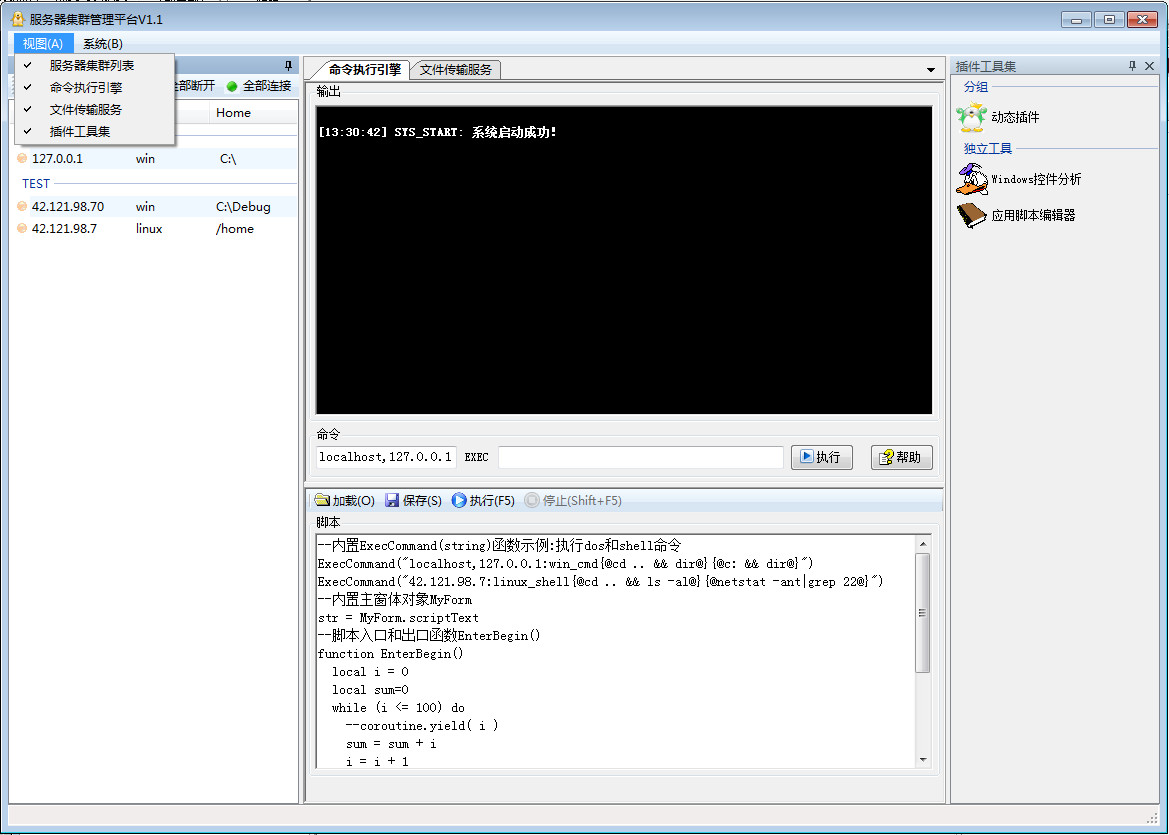 服务器集群管理平台V1.1
视图(A) 系统(B)
服务器集群列表
命令执行引擎
文件传输服务
插件工具集
全部断开 全部连接
Home
127.0.0.1 win C:\
TEST
42.121.98.70 win C:\Debug
42.121.98.7 linux /home
命令执行引擎 文件传输服务
输出
[13:30:42] SYS_START: 系统启动成功!
命令
localhost,127.0.0.1 EXEC 执行 帮助
加载(O) 保存(S) 执行(F5) 停止(Shift+F5)
脚本
--内置ExecCommand(string)函数示例:执行dos和shell命令
ExecCommand("localhost,127.0.0.1:win_cmd{@cd .. && dir@}{@c: && dir@}")
ExecCommand("42.121.98.7:linux_shell{@cd .. && ls -al@}{@netstat -ant|grep 22@}")
--内置主窗体对象MyForm
str = MyForm.scriptText
--脚本入口和出口函数EnterBegin()
function EnterBegin()
local i = 0
local sum=0
while (i <= 100) do
--coroutine.yield( i )
sum = sum + i
i = i + 1
插件工具集
分组
动态插件
独立工具
Windows控件分析
应用脚本编辑器